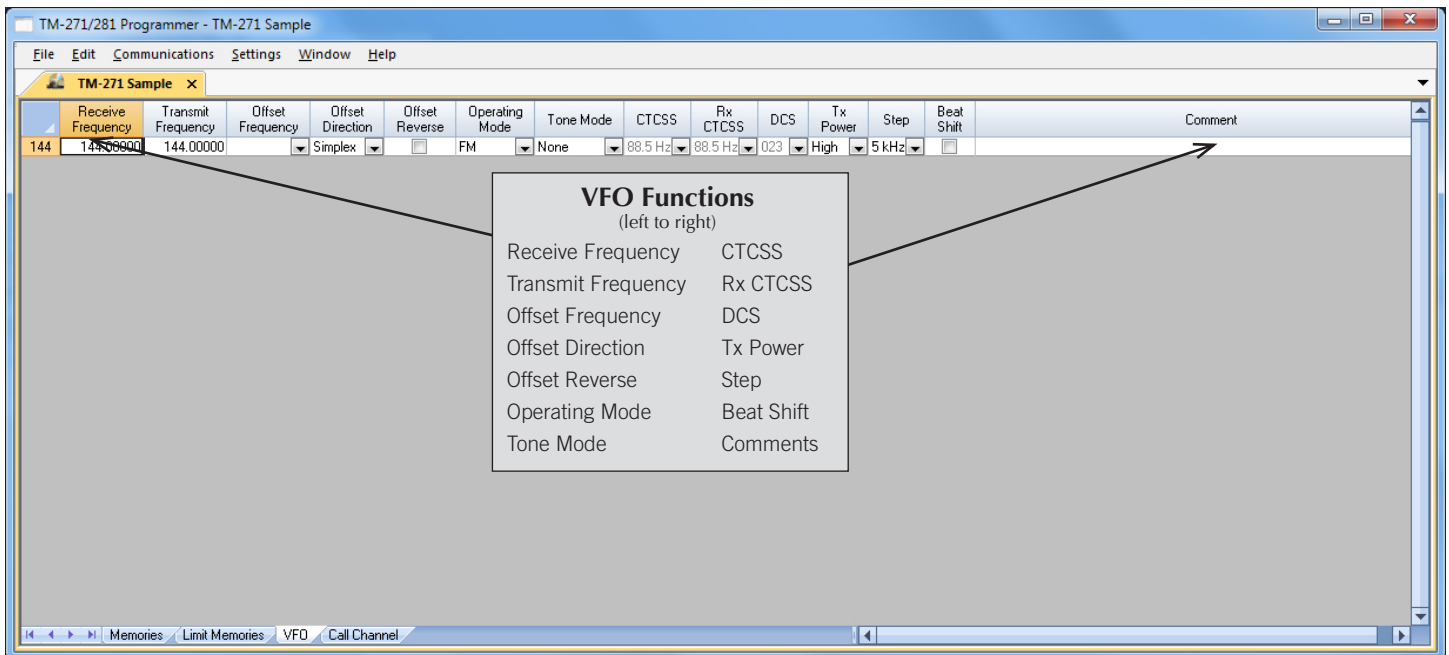 TM-271/281 Programmer - TM-271 Sample
File Edit Communications Settings Window Help
TM-271 Sample X
Receive Frequency Transmit Frequency Offset Frequency Offset Direction Offset Reverse Operating Mode Tone Mode CTCSS Rx CTCSS DCS Tx Power Step Beat Shift Comment
144 144.00000 144.00000 Simplex FM None 88.5 Hz 88.5 Hz 023 High 5 kHz
VFO Functions
(left to right)
Receive Frequency CTCSS
Transmit Frequency Rx CTCSS
Offset Frequency DCS
Offset Direction Tx Power
Offset Reverse Step
Operating Mode Beat Shift
Tone Mode Comments
Memories Limit Memories VFO Call Channel